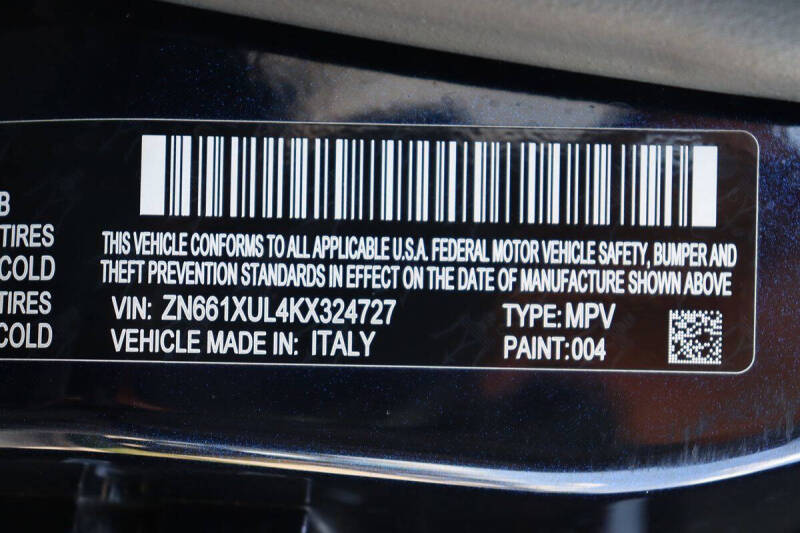 B
TIRES
COLD
NS
COLD
THIS VEHICLE CONFORMS TO ALL APPLICABLE U.S.A. FEDERAL MOTOR VEHICLE SAFETY, BUMPER AND
THEFT PREVENTION STANDARDS IN EFFECT ON THE DATE OF MANUFACTURE SHOWN ABOVE
VIN: ZN661XUL4KX324727 TYPE: MPV
VEHICLE MADE IN: ITALY PAINT: 004